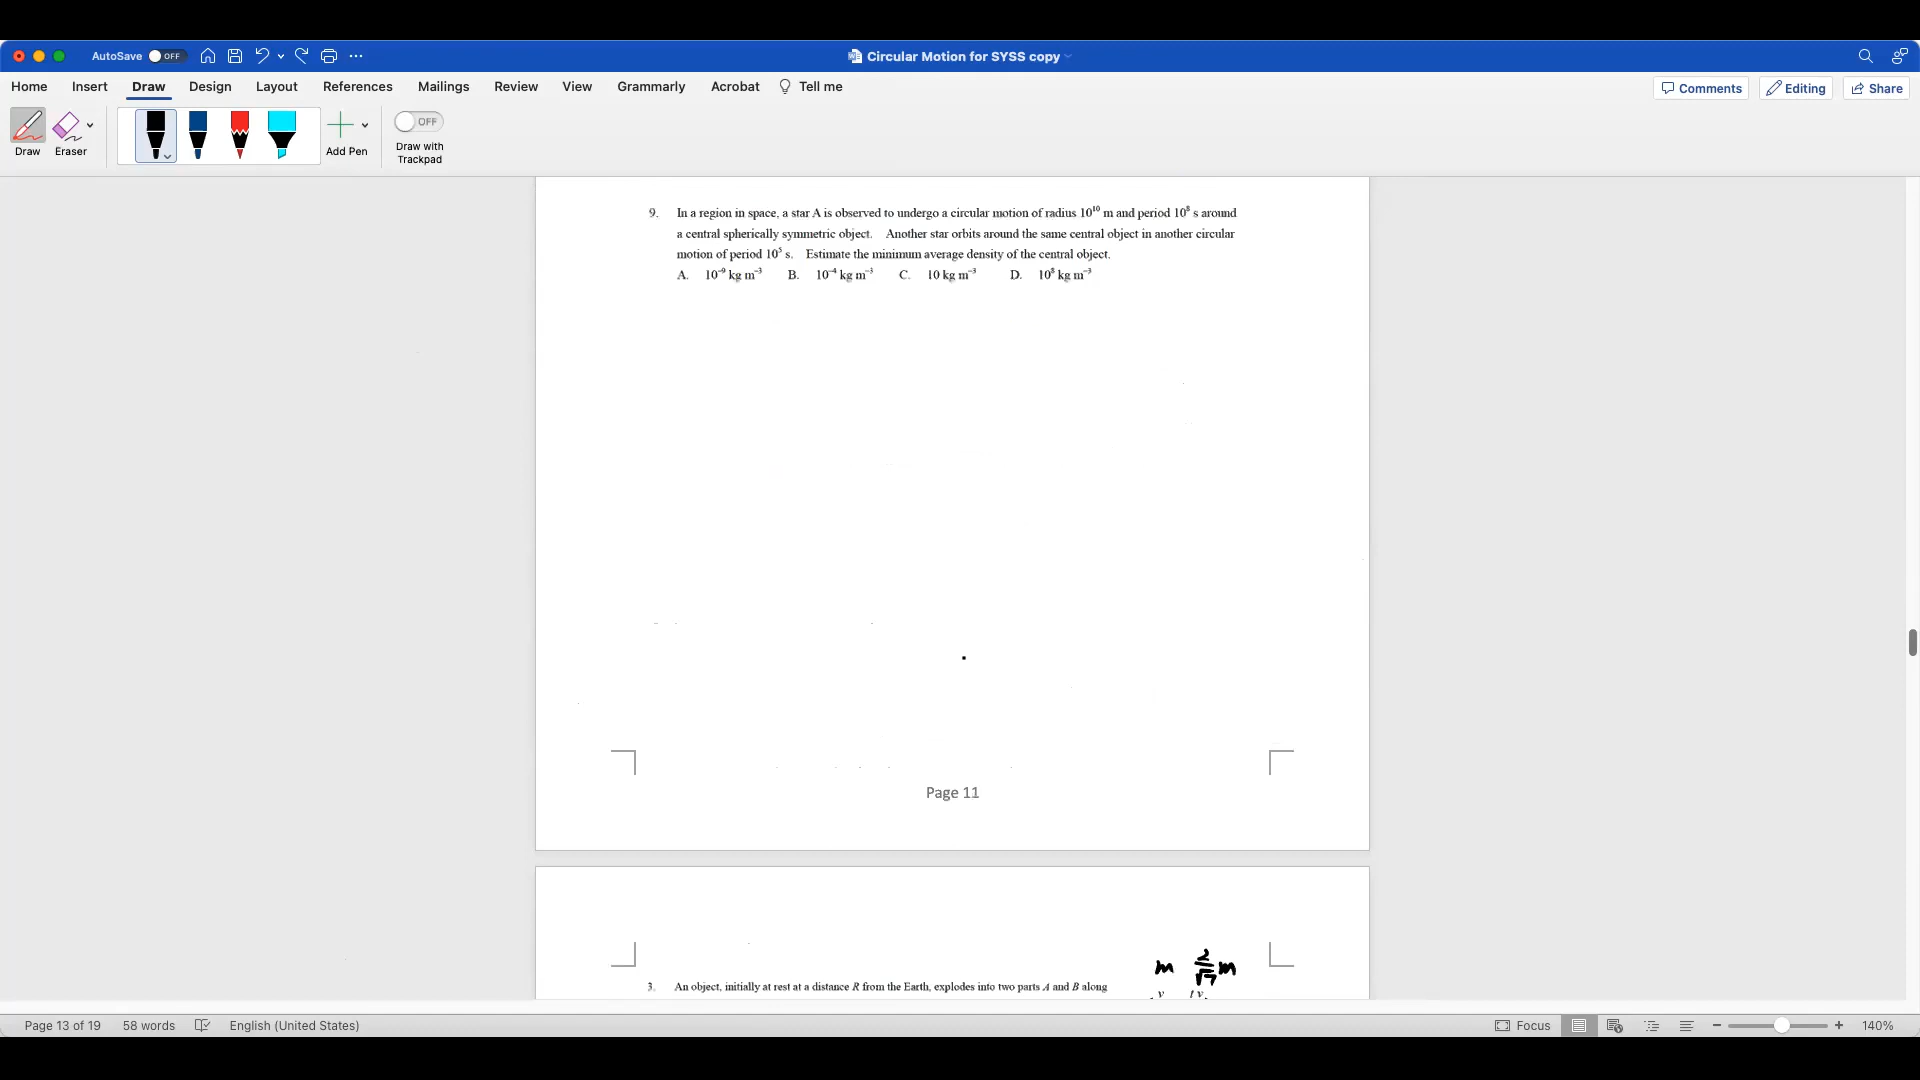 AutoSave OFF
Circular Motion for SYSS copy
Home Insert Draw Design Layout References Mailings Review View Grammarly Acrobat Tell me
Comments Editing Share
Draw Eraser Add Pen OFF
Draw with
Trackpad
9. In a region in space, a star A is observed to undergo a circular motion of radius 10¹⁰ m and period 10⁸ s around
a central spherically symmetric object. Another star orbits around the same central object in another circular
motion of period 10⁵ s. Estimate the minimum average density of the central object.
A. 10⁻⁹ kg m⁻³ B. 10⁻⁴ kg m⁻³ C. 10 kg m⁻³ D. 10⁸ kg m⁻³
Page 11
m 2/√7 m
3. An object, initially at rest at a distance R from the Earth, explodes into two parts A and B along
Page 13 of 19 58 words English (United States) Focus 140%